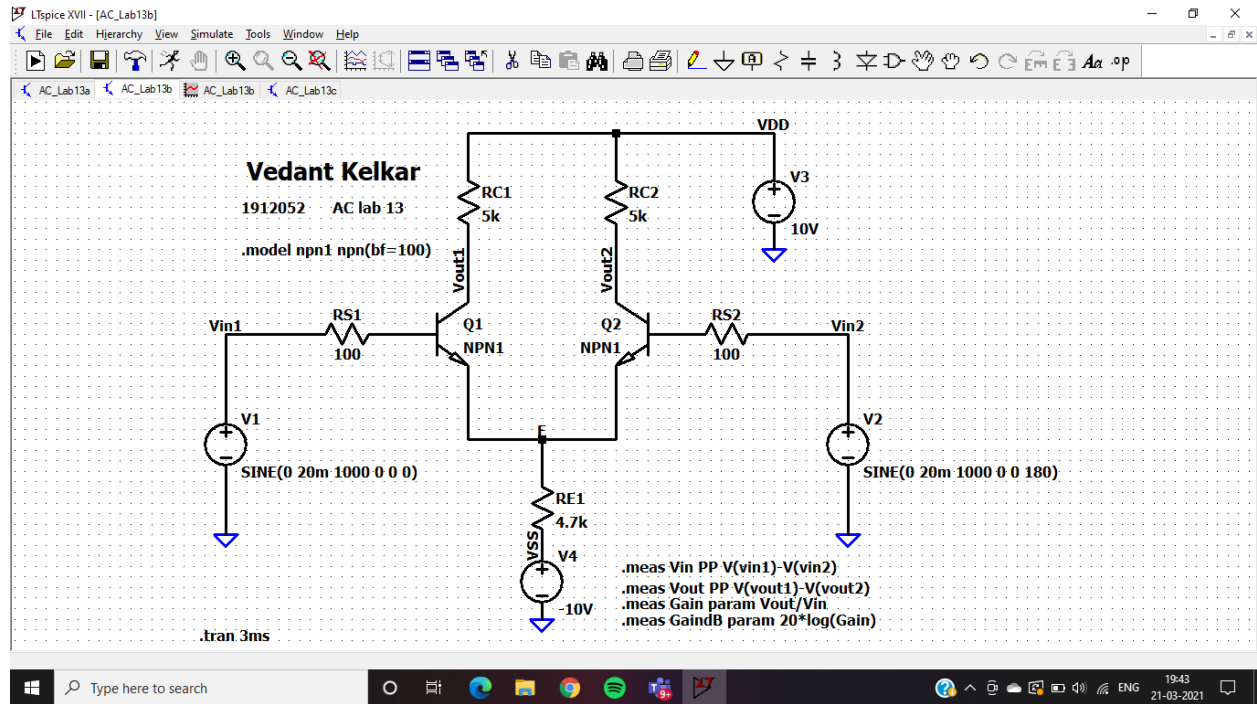 LTspice XVII - [AC_Lab13b]
File Edit Hierarchy View Simulate Tools Window Help
AC_Lab13a AC_Lab13b AC_Lab13b AC_Lab13c
VDD
Vedant Kelkar
1912052 AC lab 13
.model npn1 npn(bf=100)
RC1
5k
RC2
5k
V3
10V
Vout1
Vout2
Vin1
RS1
100
Q1
NPN1
Q2
NPN1
RS2
100
Vin2
V1
SINE(0 20m 1000 0 0 0)
E
V2
SINE(0 20m 1000 0 0 180)
RE1
4.7k
VSS
V4
-10V
.meas Vin PP V(vin1)-V(vin2)
.meas Vout PP V(vout1)-V(vout2)
.meas Gain param Vout/Vin
.meas GaindB param 20*log(Gain)
.tran 3ms
Type here to search
9+
ENG
19:43
21-03-2021